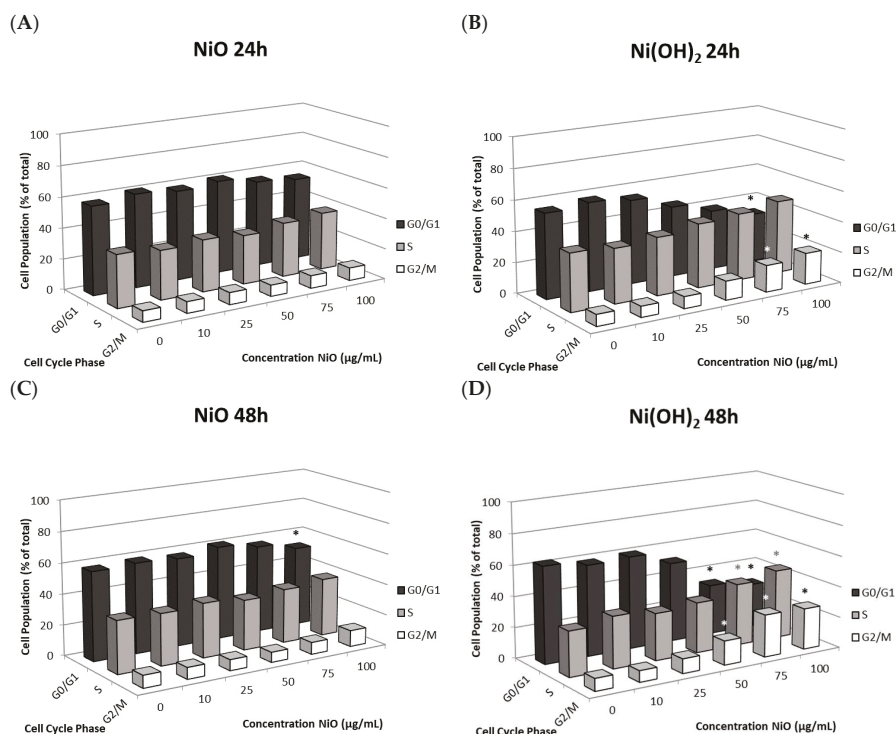 (A)
NiO 24h
Cell Population (% of total)
100
80
60
40
20
0
G0/G1
S
G2/M
0
10
25
50
75
100
Cell Cycle Phase
Concentration NiO (µg/mL)
G0/G1
S
G2/M
(B)
Ni(OH)₂ 24h
Cell Population (% of total)
100
80
60
40
20
0
*
*
*
G0/G1
S
G2/M
0
10
25
50
75
100
Cell Cycle Phase
Concentration NiO (µg/mL)
G0/G1
S
G2/M
(C)
NiO 48h
Cell Population (% of total)
100
80
60
40
20
0
*
G0/G1
S
G2/M
0
10
25
50
75
100
Cell Cycle Phase
Concentration NiO (µg/mL)
G0/G1
S
G2/M
(D)
Ni(OH)₂ 48h
Cell Population (% of total)
100
80
60
40
20
0
*
*
*
*
*
*
*
G0/G1
S
G2/M
0
10
25
50
75
100
Cell Cycle Phase
Concentration NiO (µg/mL)
G0/G1
S
G2/M